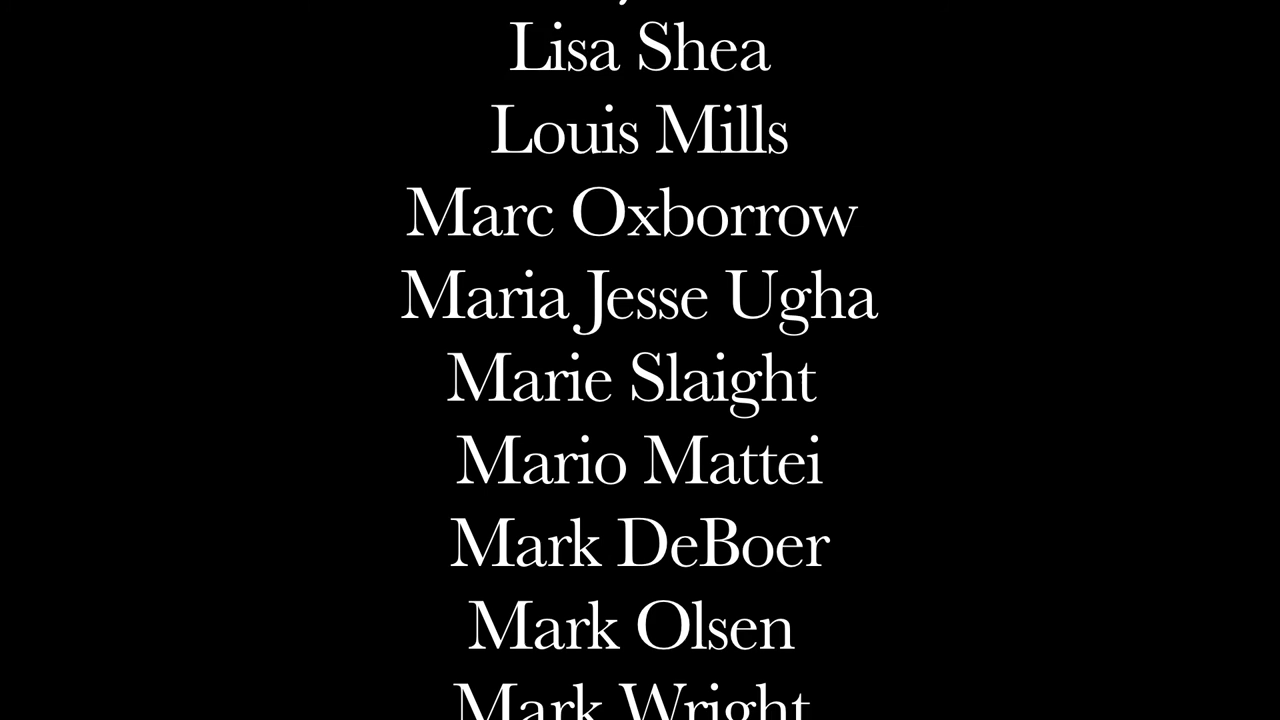 Lisa Shea
Louis Mills
Marc Oxborrow
Maria Jesse Ugha
Marie Slaight
Mario Mattei
Mark DeBoer
Mark Olsen
Mark Wright